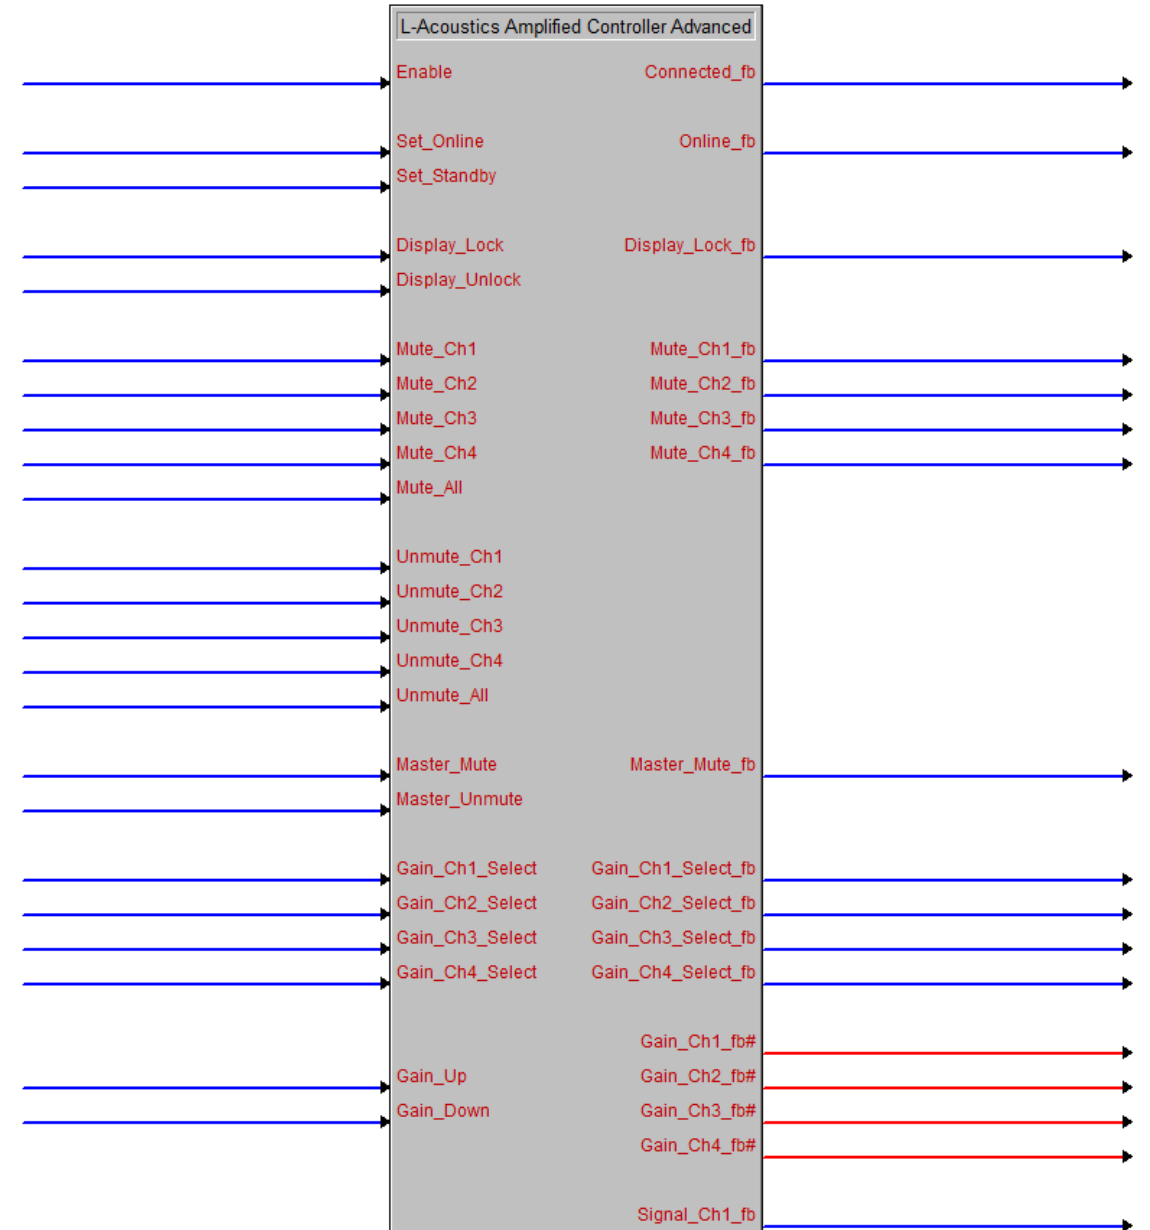 L-Acoustics Amplified Controller Advanced
Enable Connected_fb
Set_Online Online_fb
Set_Standby
Display_Lock Display_Lock_fb
Display_Unlock
Mute_Ch1 Mute_Ch1_fb
Mute_Ch2 Mute_Ch2_fb
Mute_Ch3 Mute_Ch3_fb
Mute_Ch4 Mute_Ch4_fb
Mute_All
Unmute_Ch1
Unmute_Ch2
Unmute_Ch3
Unmute_Ch4
Unmute_All
Master_Mute Master_Mute_fb
Master_Unmute
Gain_Ch1_Select Gain_Ch1_Select_fb
Gain_Ch2_Select Gain_Ch2_Select_fb
Gain_Ch3_Select Gain_Ch3_Select_fb
Gain_Ch4_Select Gain_Ch4_Select_fb
Gain_Ch1_fb#
Gain_Up Gain_Ch2_fb#
Gain_Down Gain_Ch3_fb#
Gain_Ch4_fb#
Signal_Ch1_fb